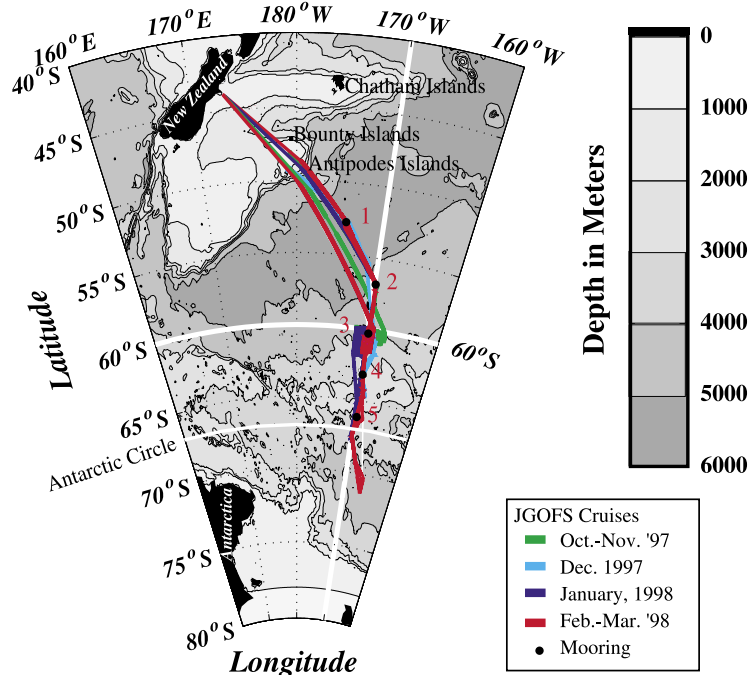 160°E
170°E
180°W
170°W
160°W
40°S
45°S
50°S
55°S
60°S
65°S
70°S
75°S
80°S
60°S
New Zealand
Chatham Islands
Bounty Islands
Antipodes Islands
1
2
3
4
5
Antarctic Circle
Antarctica
Latitude
Longitude
Depth in Meters
0
1000
2000
3000
4000
5000
6000
JGOFS Cruises
Oct.-Nov. '97
Dec. 1997
January, 1998
Feb.-Mar. '98
Mooring